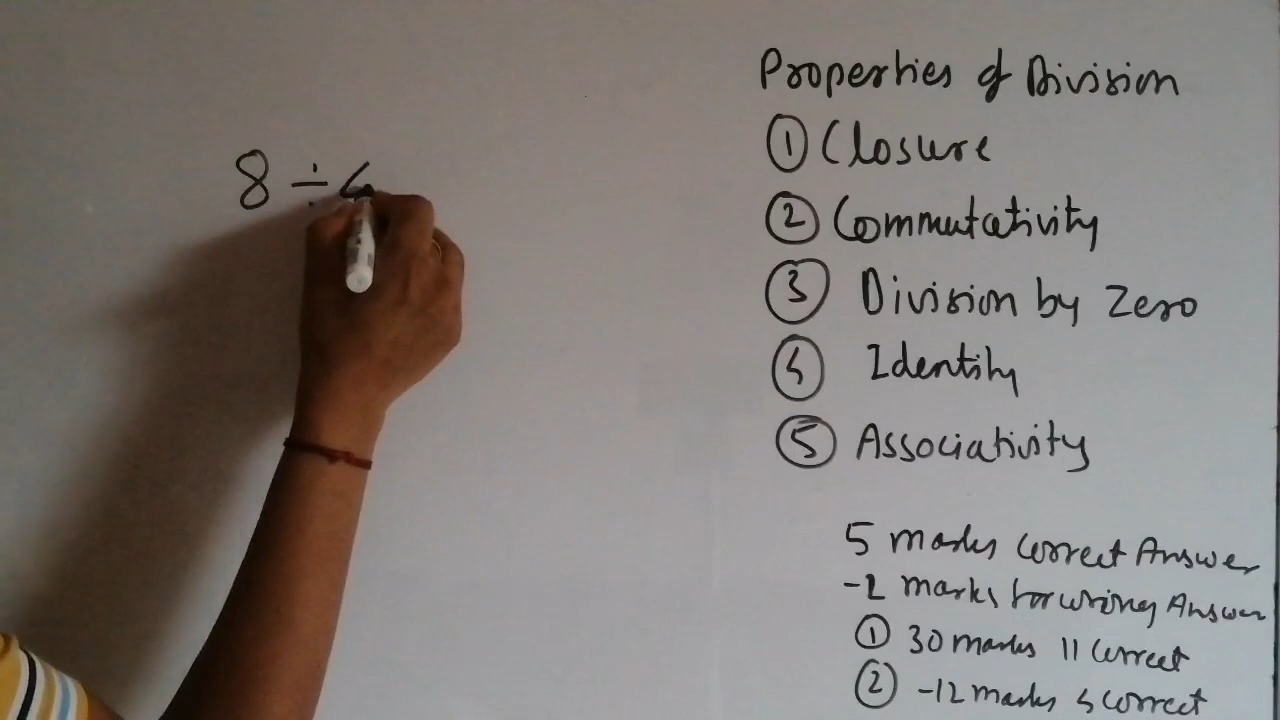 8 ÷ 4
Properties of Division
① Closure
② Commutativity
③ Division by Zero
④ Identity
⑤ Associativity
5 marks correct Answer
-2 marks for wrong Answer
① 30 marks 11 correct
② -12 marks 4 correct